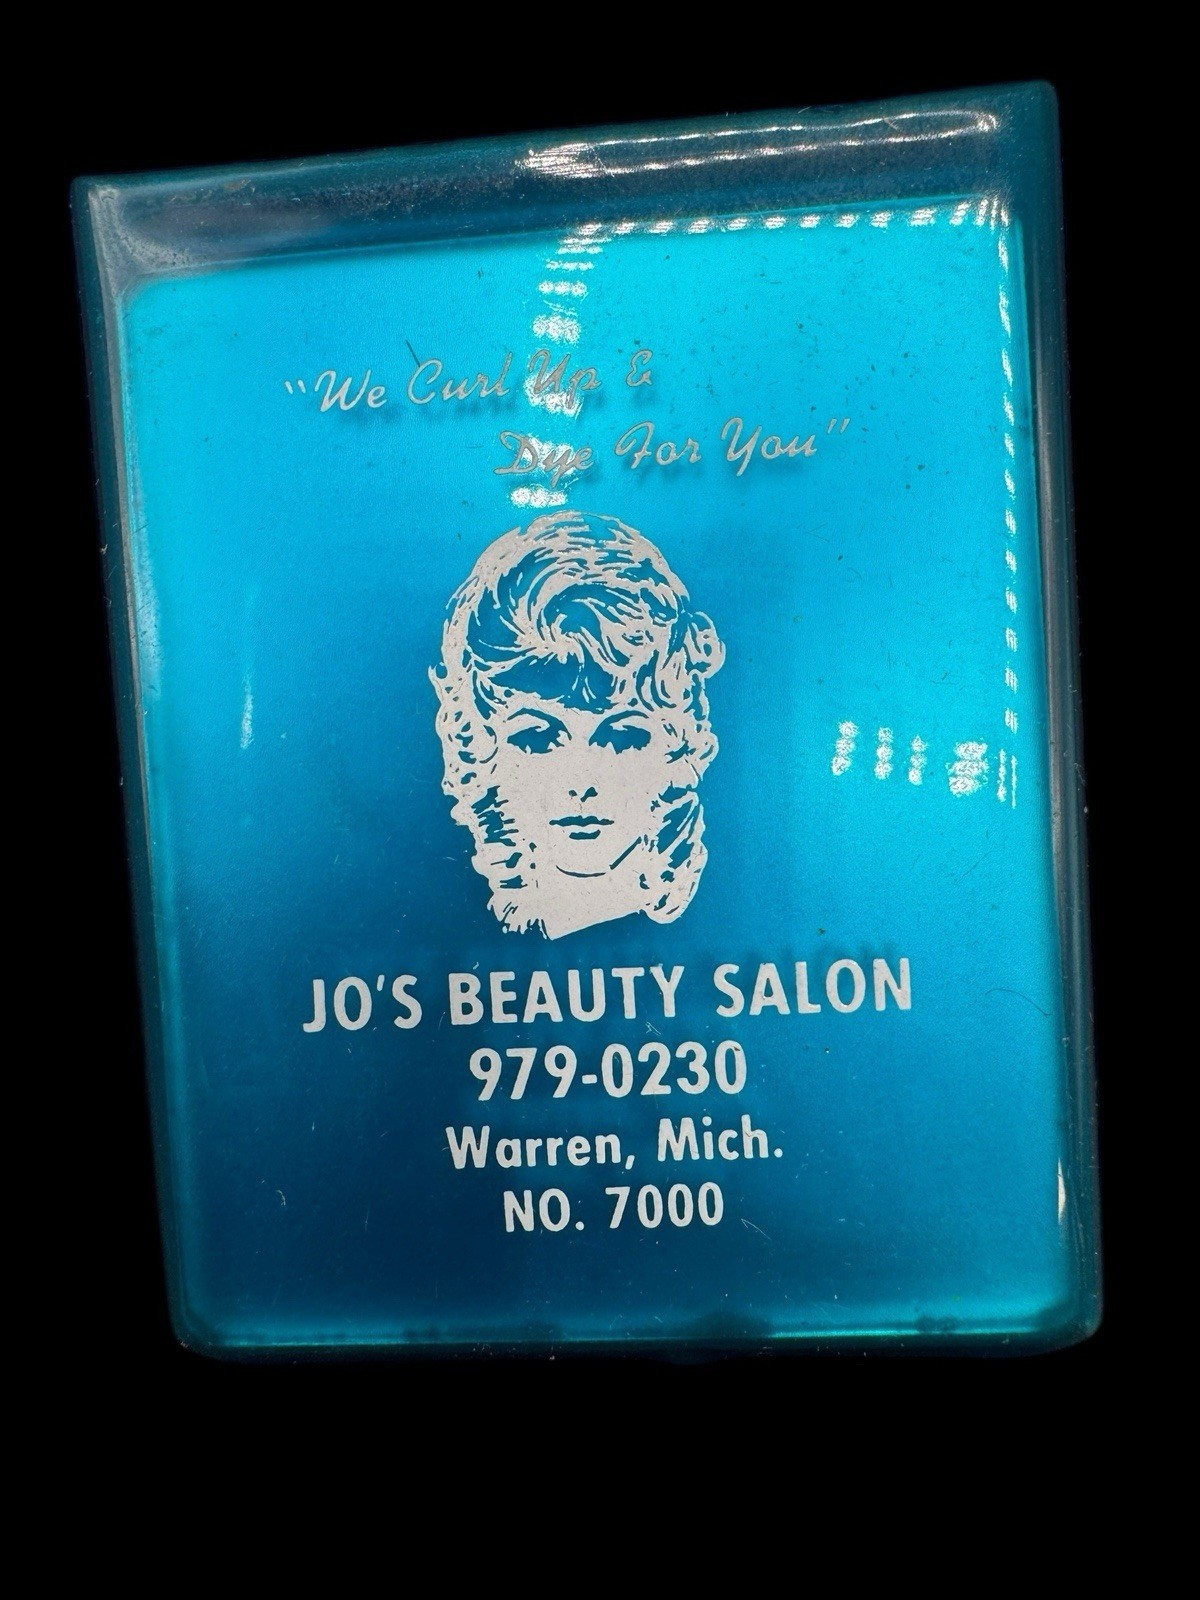 "We Curl Up &
Dye For You"
JO'S BEAUTY SALON
979-0230
Warren, Mich.
NO. 7000